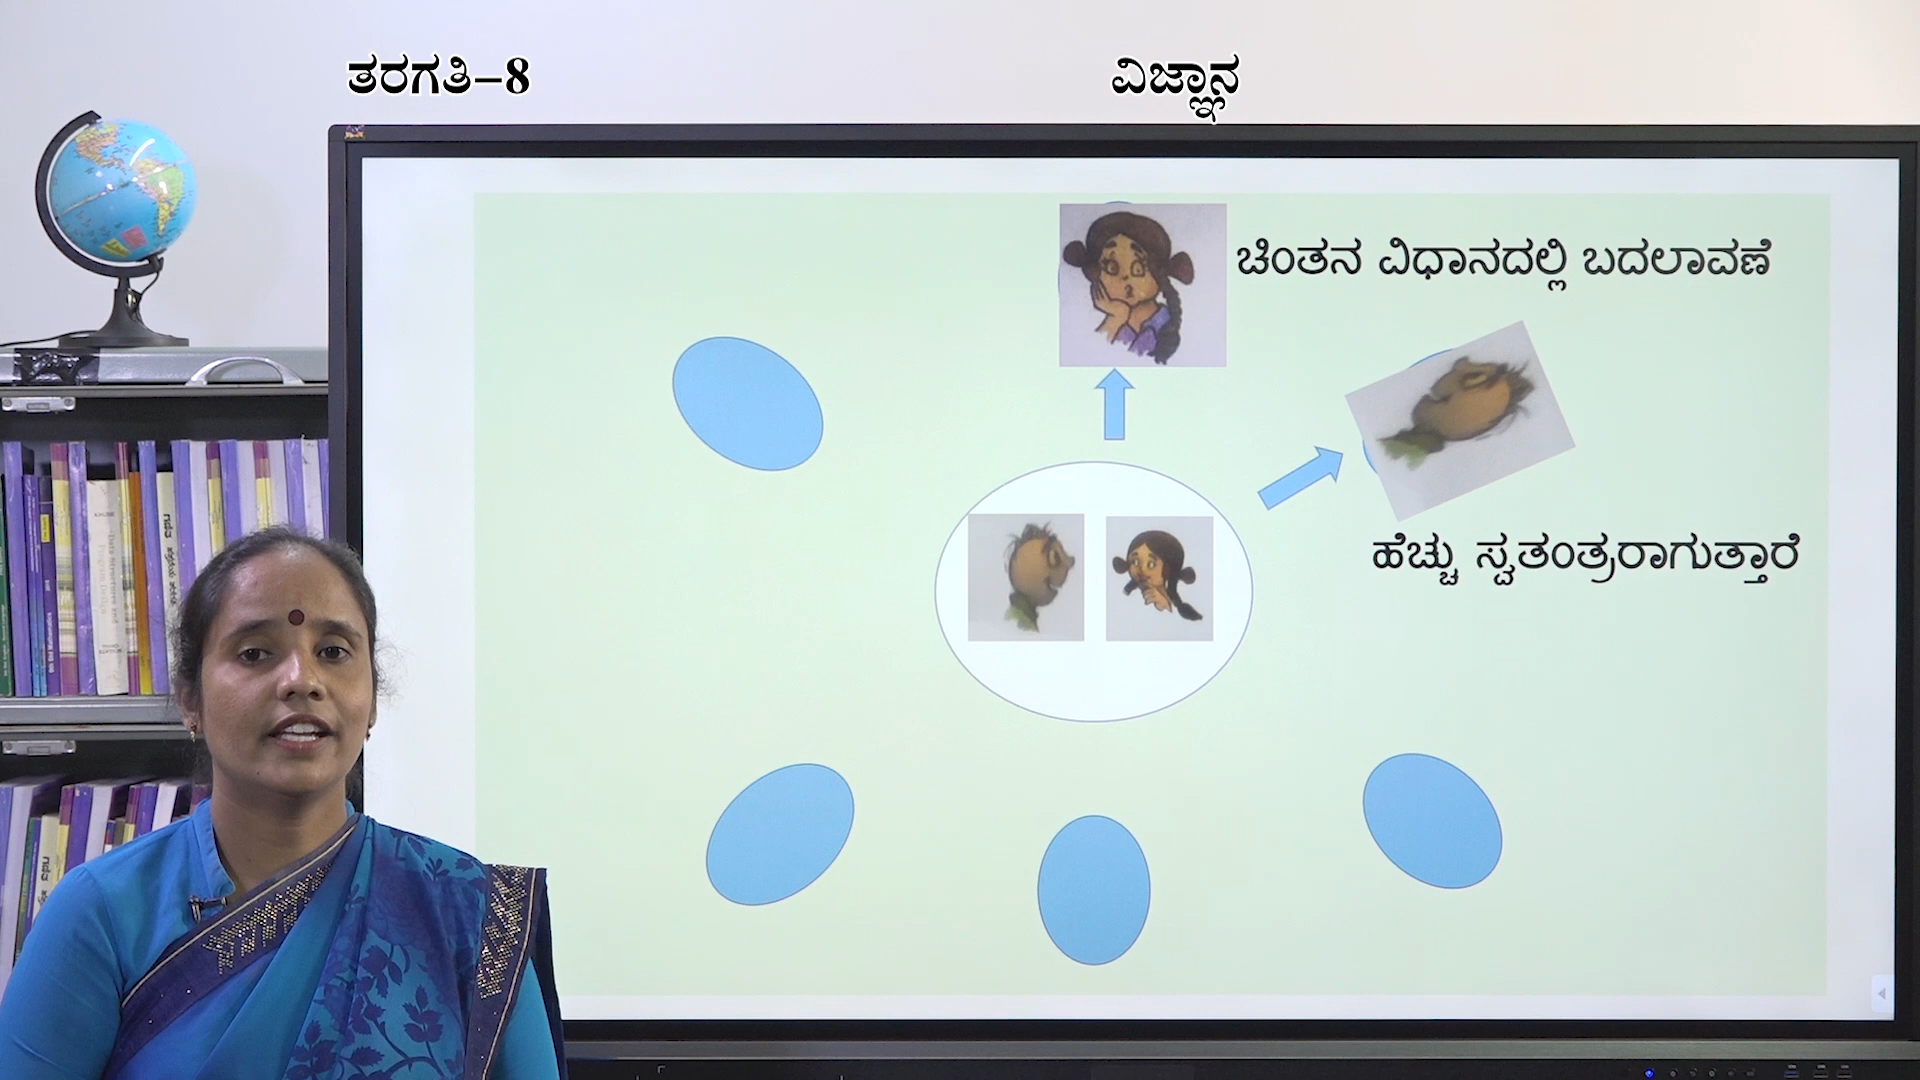 ತರಗತಿ–8
ವಿಜ್ಞಾನ
ಚಿಂತನ ವಿಧಾನದಲ್ಲಿ ಬದಲಾವಣೆ
ಹೆಚ್ಚು ಸ್ವತಂತ್ರರಾಗುತ್ತಾರೆ